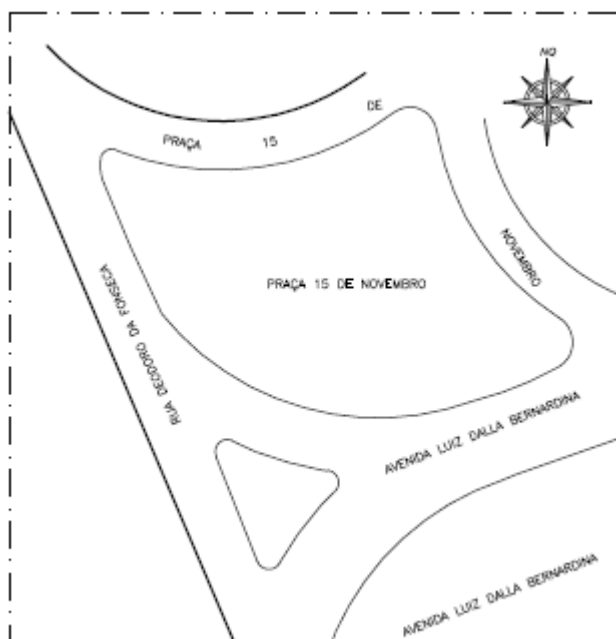 NQ
PRAÇA 15 DE
NOVEMBRO
PRAÇA 15 DE NOVEMBRO
RUA DEODORO DA FONSECA
AVENIDA LUIZ DALLA BERNARDINA
AVENIDA LUIZ DALLA BERNARDINA